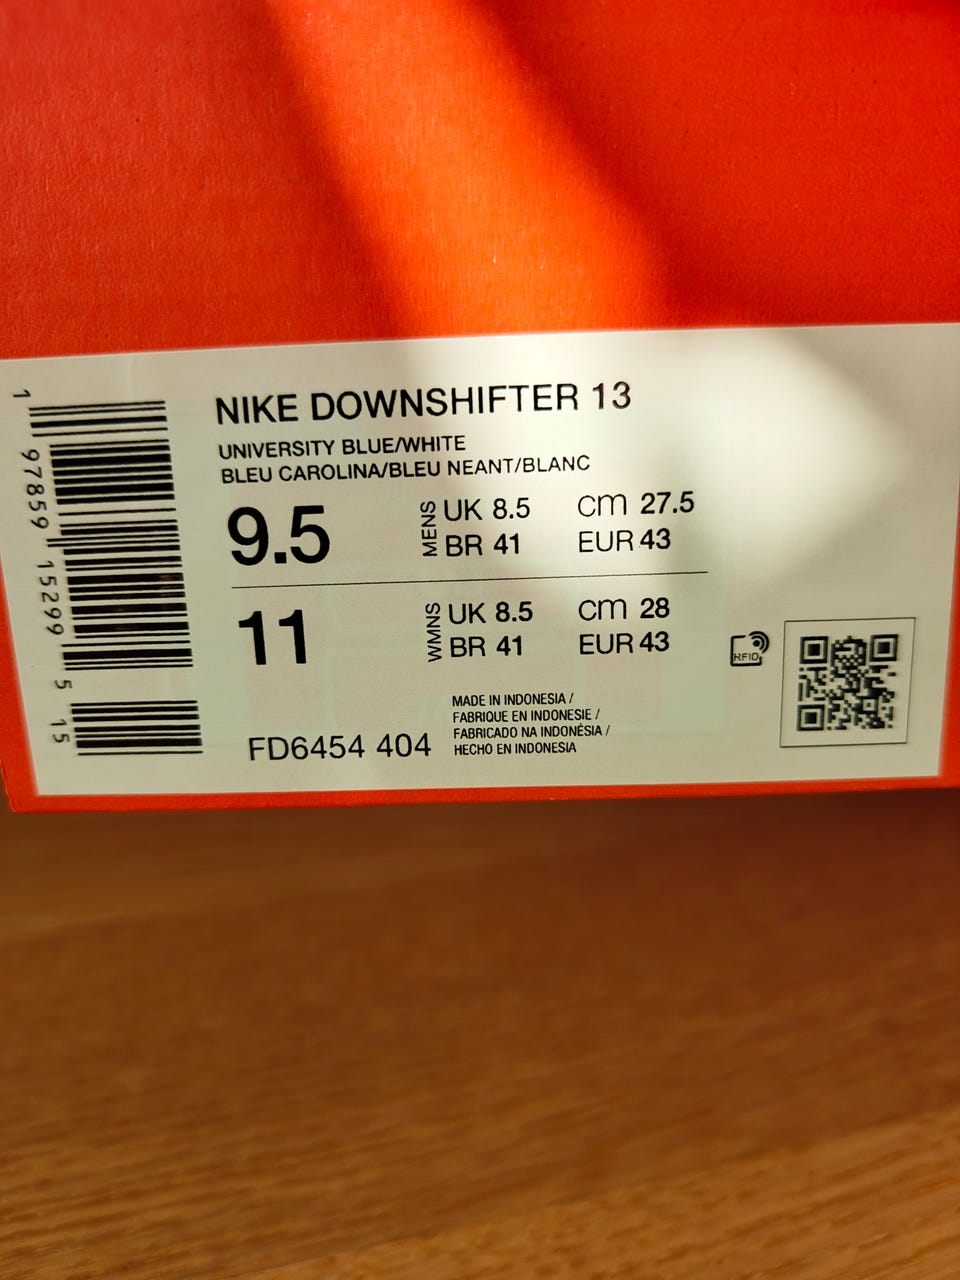 NIKE DOWNSHIFTER 13
UNIVERSITY BLUE/WHITE
BLEU CAROLINA/BLEU NEANT/BLANC
9.5
MENS
UK 8.5 CM 27.5
BR 41 EUR 43
11
WMNS
UK 8.5 CM 28
BR 41 EUR 43
RFID
MADE IN INDONESIA /
FABRIQUE EN INDONESIE /
FABRICADO NA INDONÉSIA /
HECHO EN INDONESIA
FD6454 404
1 97859 15299 5 15